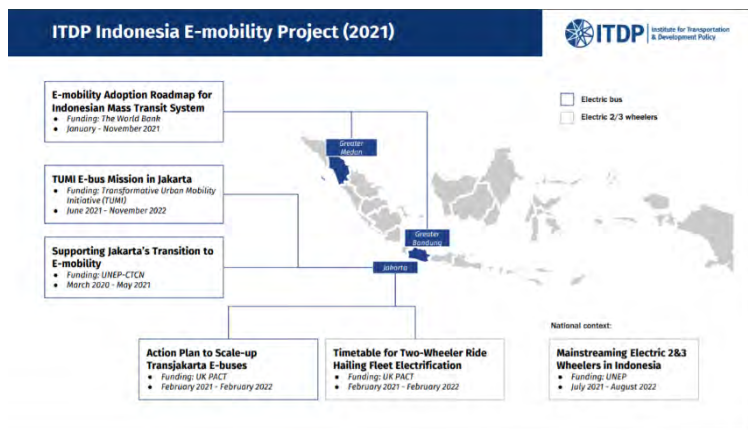 ITDP Indonesia E-mobility Project (2021)
ITDP
Institute for Transportation
& Development Policy
E-mobility Adoption Roadmap for
Indonesian Mass Transit System
● Funding: The World Bank
● January - November 2021
Electric bus
Electric 2/3 wheelers
Greater
Medan
TUMI E-bus Mission in Jakarta
● Funding: Transformative Urban Mobility
Initiative (TUMI)
● June 2021 - November 2022
Supporting Jakarta's Transition to
E-mobility
● Funding: UNEP-CTCN
● March 2020 - May 2021
Greater
Bandung
Jakarta
Action Plan to Scale-up
Transjakarta E-buses
● Funding: UK PACT
● February 2021 - February 2022
Timetable for Two-Wheeler Ride
Hailing Fleet Electrification
● Funding: UK PACT
● February 2021 - February 2022
National context:
Mainstreaming Electric 2&3
Wheelers in Indonesia
● Funding: UNEP
● July 2021 - August 2022